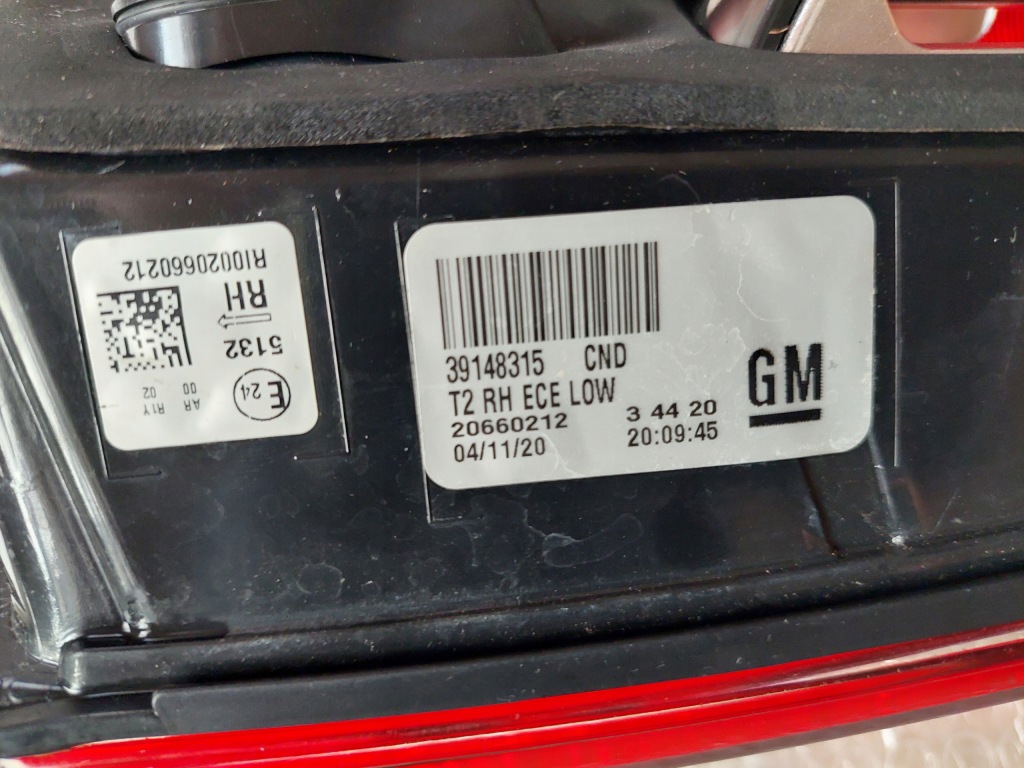 RI0020660212
RH
5132
E 24
AR R1Y
00 02
39148315 CND
T2 RH ECE LOW
20660212 3 44 20
04/11/20 20:09:45
GM